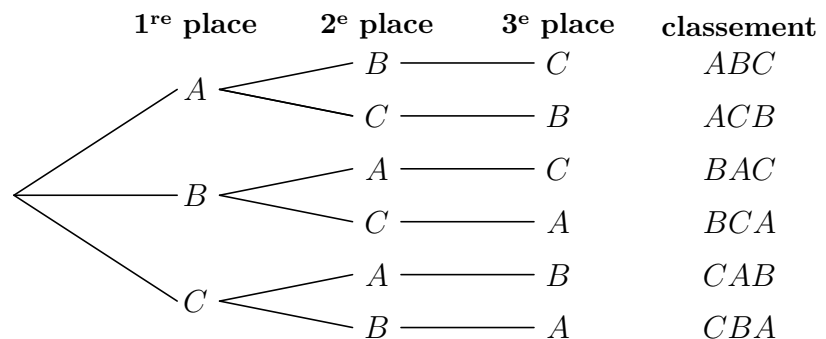 1re place 2e place 3e place classement
B C ABC
A
C B ACB
A C BAC
B
C A BCA
A B CAB
C
B A CBA